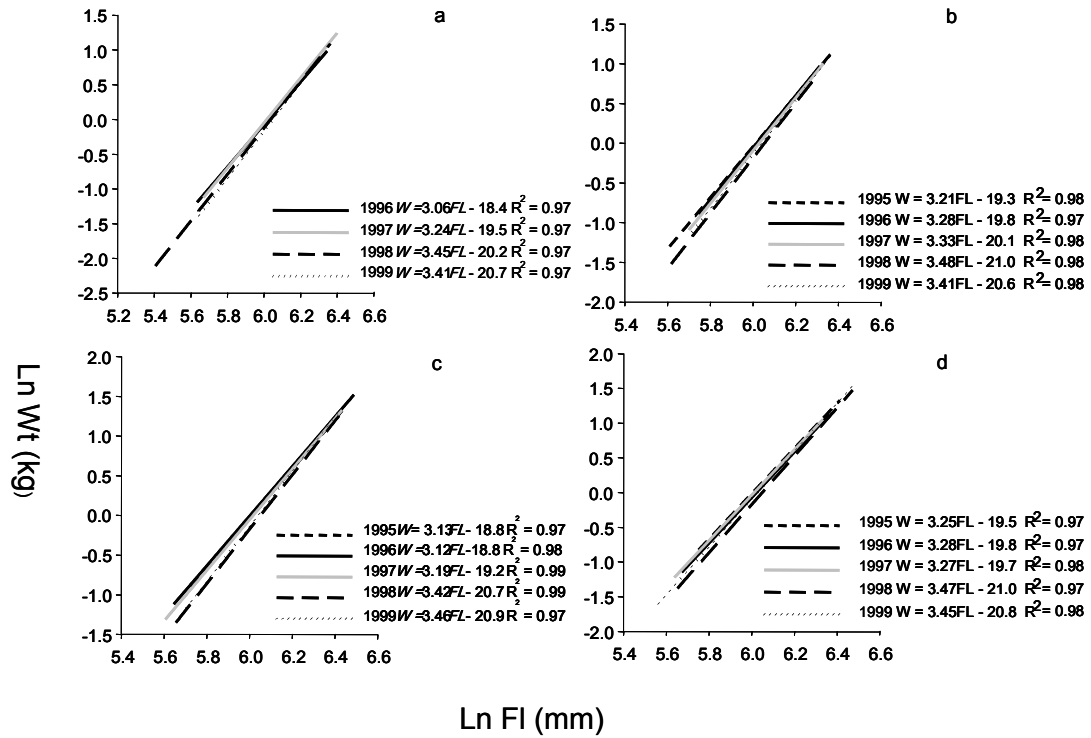 a
1.5
1.0
0.5
0.0
-0.5
-1.0
-1.5
-2.0
-2.5
5.2 5.4 5.6 5.8 6.0 6.2 6.4 6.6
1996 W=3.06FL - 18.4 R² = 0.97
1997 W=3.24FL - 19.5 R² = 0.97
1998 W=3.45FL - 20.2 R² = 0.97
1999 W=3.41FL - 20.7 R² = 0.97
b
1.5
1.0
0.5
0.0
-0.5
-1.0
-1.5
-2.0
5.4 5.6 5.8 6.0 6.2 6.4 6.6
1995 W = 3.21FL - 19.3 R²= 0.98
1996 W = 3.28FL - 19.8 R²= 0.97
1997 W = 3.33FL - 20.1 R²= 0.98
1998 W = 3.48FL - 21.0 R²= 0.98
1999 W = 3.41FL - 20.6 R²= 0.98
c
2.0
1.5
1.0
0.5
0.0
-0.5
-1.0
-1.5
5.4 5.6 5.8 6.0 6.2 6.4 6.6
1995W= 3.13FL - 18.8 R² = 0.97
1996W=3.12FL - 18.8 R² = 0.98
1997W=3.19FL - 19.2 R² = 0.99
1998W=3.42FL - 20.7 R² = 0.99
1999W=3.46FL - 20.9 R² = 0.97
d
2.0
1.5
1.0
0.5
0.0
-0.5
-1.0
-1.5
-2.0
5.4 5.6 5.8 6.0 6.2 6.4 6.6
1995 W = 3.25FL - 19.5 R²= 0.97
1996 W = 3.28FL - 19.8 R²= 0.97
1997 W = 3.27FL - 19.7 R²= 0.98
1998 W = 3.47FL - 21.0 R²= 0.97
1999 W = 3.45FL - 20.8 R²= 0.98
Ln Wt (kg)
Ln Fl (mm)